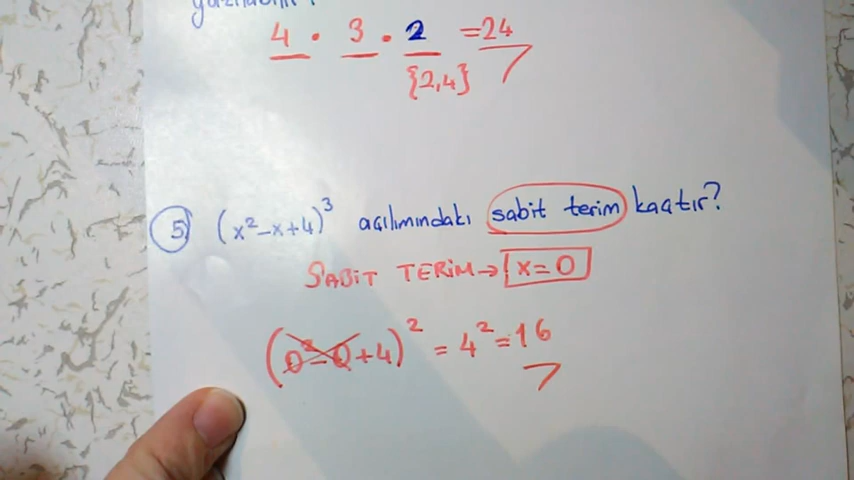 4 . 3 . 2 = 24
{2,4}
5) (x²-x+4)³ açılımındaki sabit terim kaçtır?
SABİT TERİM → x=0
(0²-0+4)² = 4² = 16